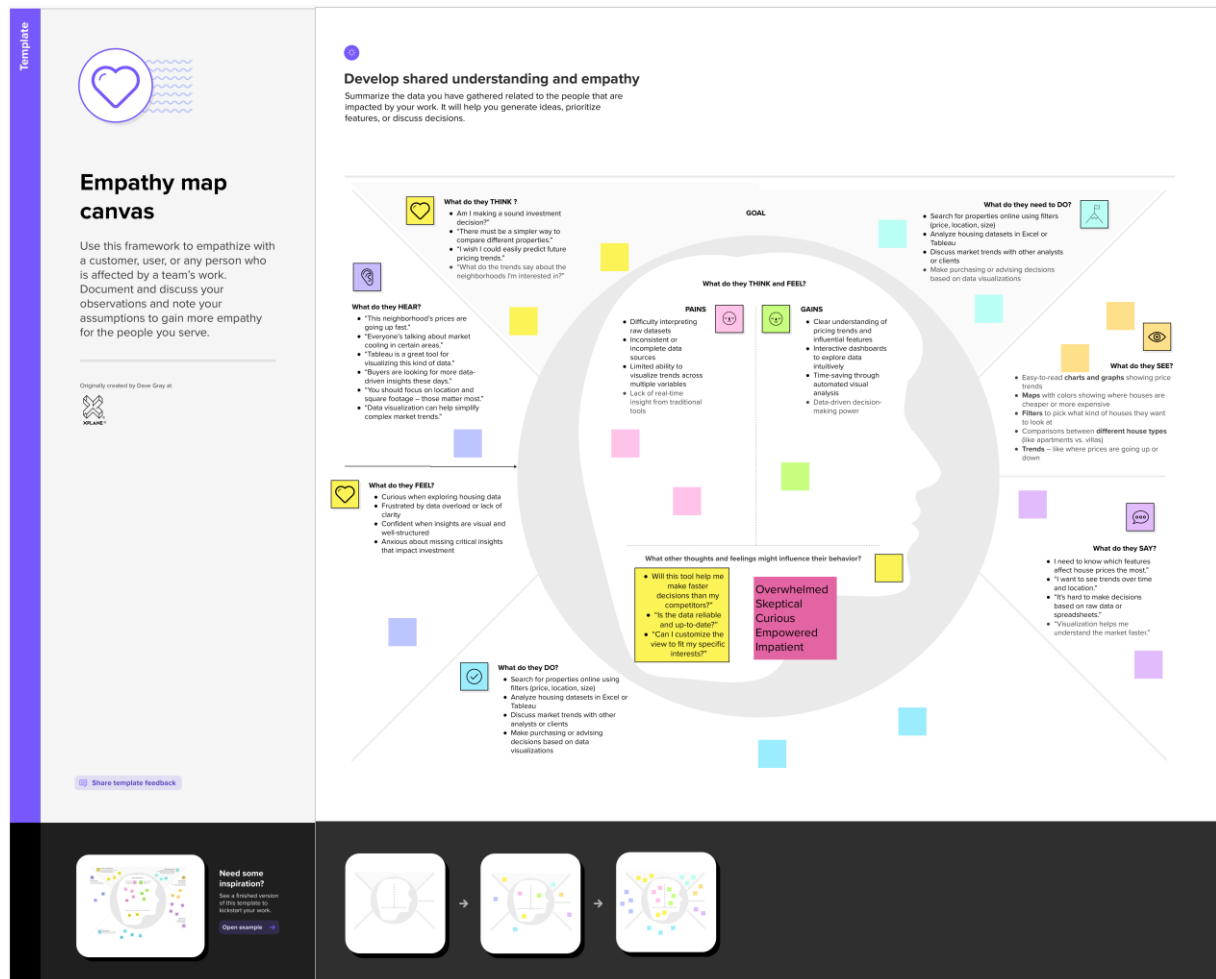 Template
Empathy map
canvas
Use this framework to empathize with
a customer, user, or any person who
is affected by a team's work.
Document and discuss your
observations and note your
assumptions to gain more empathy
for the people you serve.
Originally created by Dave Gray at
XPLANE
Share template feedback
Need some
inspiration?
See a finished version
of this template to
kickstart your work.
Open example
Develop shared understanding and empathy
Summarize the data you have gathered related to the people that are
impacted by your work. It will help you generate ideas, prioritize
features, or discuss decisions.
What do they THINK ?
• Am I making a sound investment
decision?"
• "There must be a simpler way to
compare different properties."
• "I wish I could easily predict future
pricing trends."
• "What do the trends say about the
neighborhoods I'm interested in?"
GOAL
What do they need to DO?
• Search for properties online using filters
(price, location, size)
• Analyze housing datasets in Excel or
Tableau
• Discuss market trends with other analysts
or clients
• Make purchasing or advising decisions
based on data visualizations
What do they HEAR?
• "This neighborhood's prices are
going up fast."
• "Everyone's talking about market
cooling in certain areas."
• "Tableau is a great tool for
visualizing this kind of data."
• "Buyers are looking for more data-
driven insights these days."
• "You should focus on location and
square footage – those matter most."
• "Data visualization can help simplify
complex market trends."
What do they THINK and FEEL?
PAINS
• Difficulty interpreting
raw datasets
• Inconsistent or
incomplete data
sources
• Limited ability to
visualize trends across
multiple variables
• Lack of real-time
insight from traditional
tools
GAINS
• Clear understanding of
pricing trends and
influential features
• Interactive dashboards
to explore data
intuitively
• Time-saving through
automated visual
analysis
• Data-driven decision-
making power
What do they SEE?
• Easy-to-read charts and graphs showing price
trends
• Maps with colors showing where houses are
cheaper or more expensive
• Filters to pick what kind of houses they want
to look at
• Comparisons between different house types
(like apartments vs. villas)
• Trends – like where prices are going up or
down
What do they FEEL?
• Curious when exploring housing data
• Frustrated by data overload or lack of
clarity
• Confident when insights are visual and
well-structured
• Anxious about missing critical insights
that impact investment
What other thoughts and feelings might influence their behavior?
• Will this tool help me
make faster
decisions than my
competitors?"
• "Is the data reliable
and up-to-date?"
• "Can I customize the
view to fit my specific
interests?"
Overwhelmed
Skeptical
Curious
Empowered
Impatient
What do they SAY?
• I need to know which features
affect house prices the most."
• "I want to see trends over time
and location."
• "It's hard to make decisions
based on raw data or
spreadsheets."
• "Visualization helps me
understand the market faster."
What do they DO?
• Search for properties online using
filters (price, location, size)
• Analyze housing datasets in Excel or
Tableau
• Discuss market trends with other
analysts or clients
• Make purchasing or advising
decisions based on data
visualizations